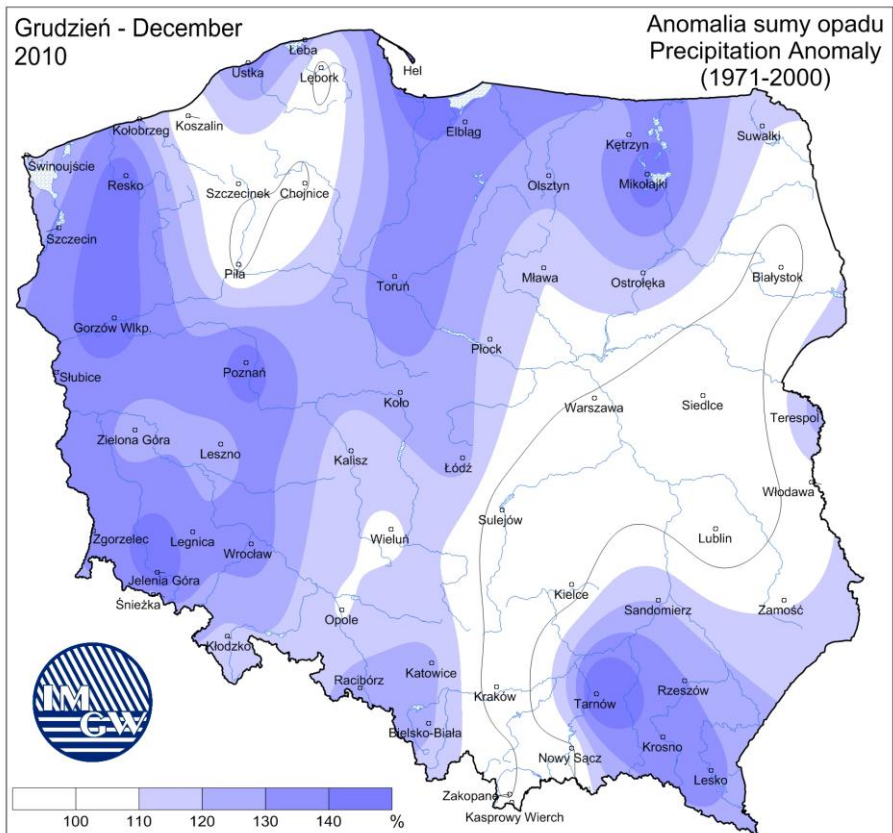 Grudzień - December
2010
Anomalia sumy opadu
Precipitation Anomaly
(1971-2000)
Łeba
Ustka
Hel
Lębork
Kołobrzeg
Koszalin
Elbląg
Suwałki
Kętrzyn
Świnoujście
Resko
Szczecinek
Chojnice
Olsztyn
Mikołajki
Szczecin
Piła
Toruń
Mława
Ostrołęka
Białystok
Gorzów Wlkp.
Płock
Słubice
Poznań
Koło
Warszawa
Siedlce
Terespol
Zielona Góra
Leszno
Kalisz
Łódź
Włodawa
Sulejów
Zgorzelec
Legnica
Wrocław
Wieluń
Lublin
Jelenia Góra
Śnieżka
Kielce
Opole
Sandomierz
Zamość
Kłodzko
Katowice
Racibórz
Kraków
Tarnów
Rzeszów
Bielsko-Biała
Krosno
Nowy Sącz
Lesko
Zakopane
Kasprowy Wierch
IM
GW
100 110 120 130 140 %